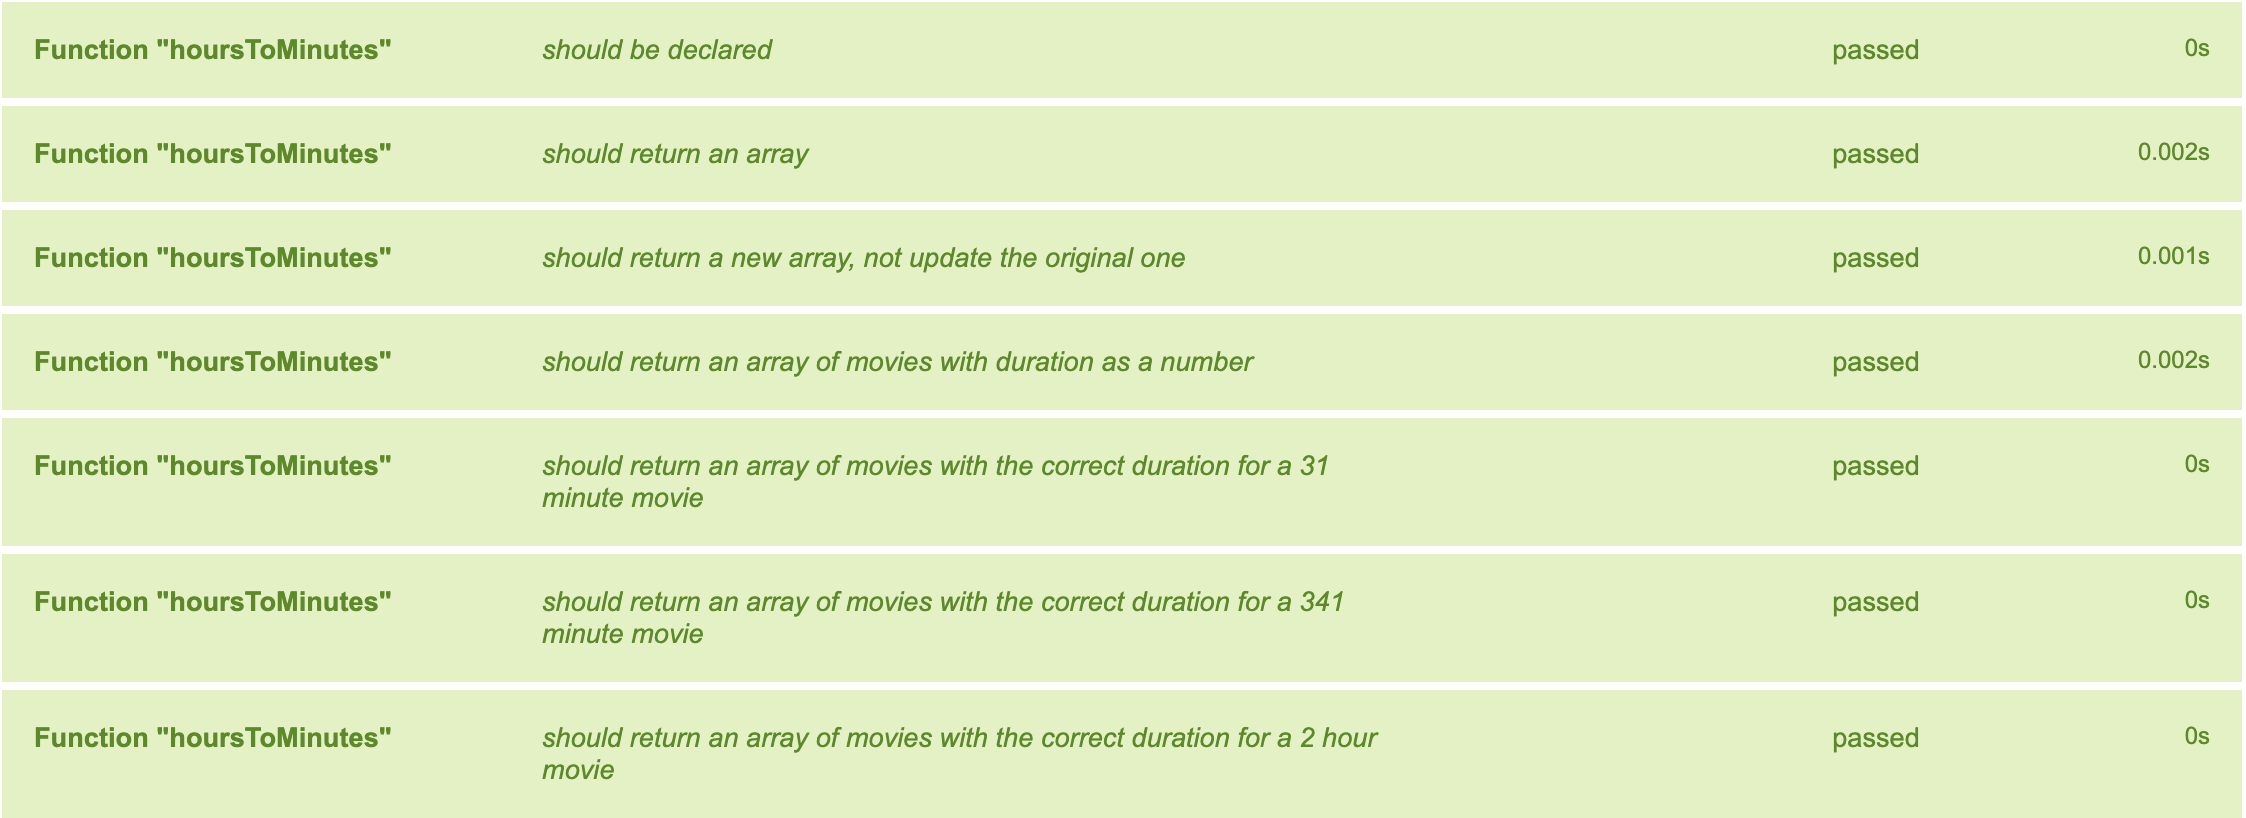 Function "hoursToMinutes" should be declared passed 0s
Function "hoursToMinutes" should return an array passed 0.002s
Function "hoursToMinutes" should return a new array, not update the original one passed 0.001s
Function "hoursToMinutes" should return an array of movies with duration as a number passed 0.002s
Function "hoursToMinutes" should return an array of movies with the correct duration for a 31 passed 0s
minute movie
Function "hoursToMinutes" should return an array of movies with the correct duration for a 341 passed 0s
minute movie
Function "hoursToMinutes" should return an array of movies with the correct duration for a 2 hour passed 0s
movie